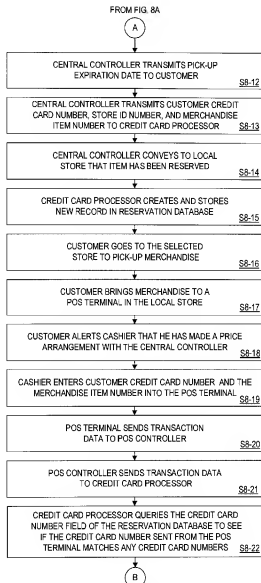 FROM FIG. 8A
A
CENTRAL CONTROLLER TRANSMITS PICK-UP
EXPIRATION DATE TO CUSTOMER
S8-12
CENTRAL CONTROLLER TRANSMITS CUSTOMER CREDIT
CARD NUMBER, STORE ID NUMBER, AND MERCHANDISE
ITEM NUMBER TO CREDIT CARD PROCESSOR
S8-13
CENTRAL CONTROLLER CONVEYS TO LOCAL
STORE THAT ITEM HAS BEEN RESERVED
S8-14
CREDIT CARD PROCESSOR CREATES AND STORES
NEW RECORD IN RESERVATION DATABASE
S8-15
CUSTOMER GOES TO THE SELECTED
STORE TO PICK-UP MERCHANDISE
S8-16
CUSTOMER BRINGS MERCHANDISE TO A
POS TERMINAL IN THE LOCAL STORE
S8-17
CUSTOMER ALERTS CASHIER THAT HE HAS MADE A PRICE
ARRANGEMENT WITH THE CENTRAL CONTROLLER
S8-18
CASHIER ENTERS CUSTOMER CREDIT CARD NUMBER AND THE
MERCHANDISE ITEM NUMBER INTO THE POS TERMINAL
S8-19
POS TERMINAL SENDS TRANSACTION
DATA TO POS CONTROLLER
S8-20
POS CONTROLLER SENDS TRANSACTION DATA
TO CREDIT CARD PROCESSOR
S8-21
CREDIT CARD PROCESSOR QUERIES THE CREDIT CARD
NUMBER FIELD OF THE RESERVATION DATABASE TO SEE
IF THE CREDIT CARD NUMBER SENT FROM THE POS
TERMINAL MATCHES ANY CREDIT CARD NUMBERS
S8-22
B